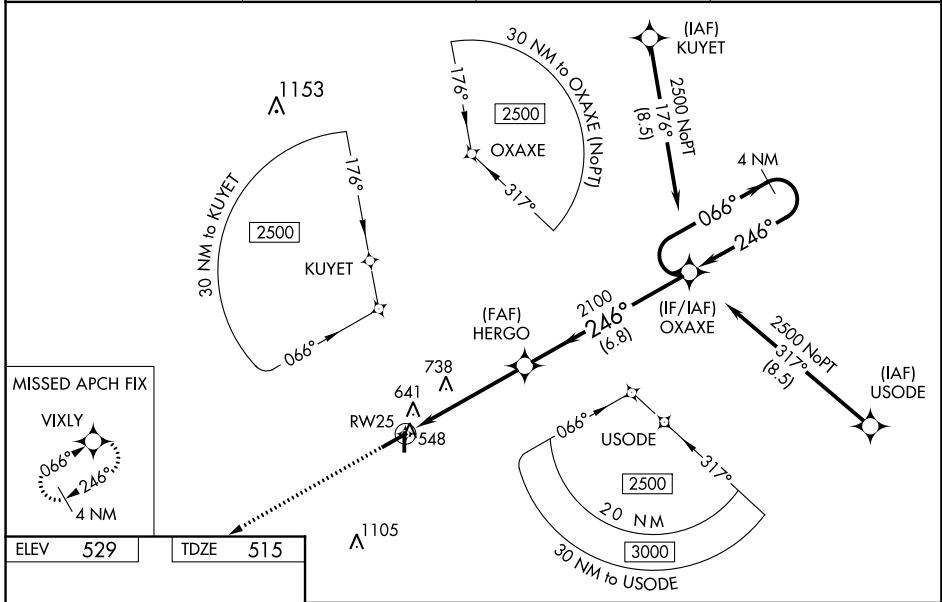 (IAF)
KUYET
30 NM to OXAXE (NoPT)
176°
2500
OXAXE
317°
2500 NoPT
176°
(8.5)
1153
4 NM
066°
246°
30 NM to KUYET
176°
2500
KUYET
066°
(IF/IAF)
OXAXE
2100
246°
(6.8)
(FAF)
HERGO
2500 NoPT
317°
(8.5)
(IAF)
USODE
738
641
RW25
548
MISSED APCH FIX
VIXLY
066°
246°
4 NM
066°
USODE
317°
2500
20 NM
3000
30 NM to USODE
1105
ELEV 529
TDZE 515